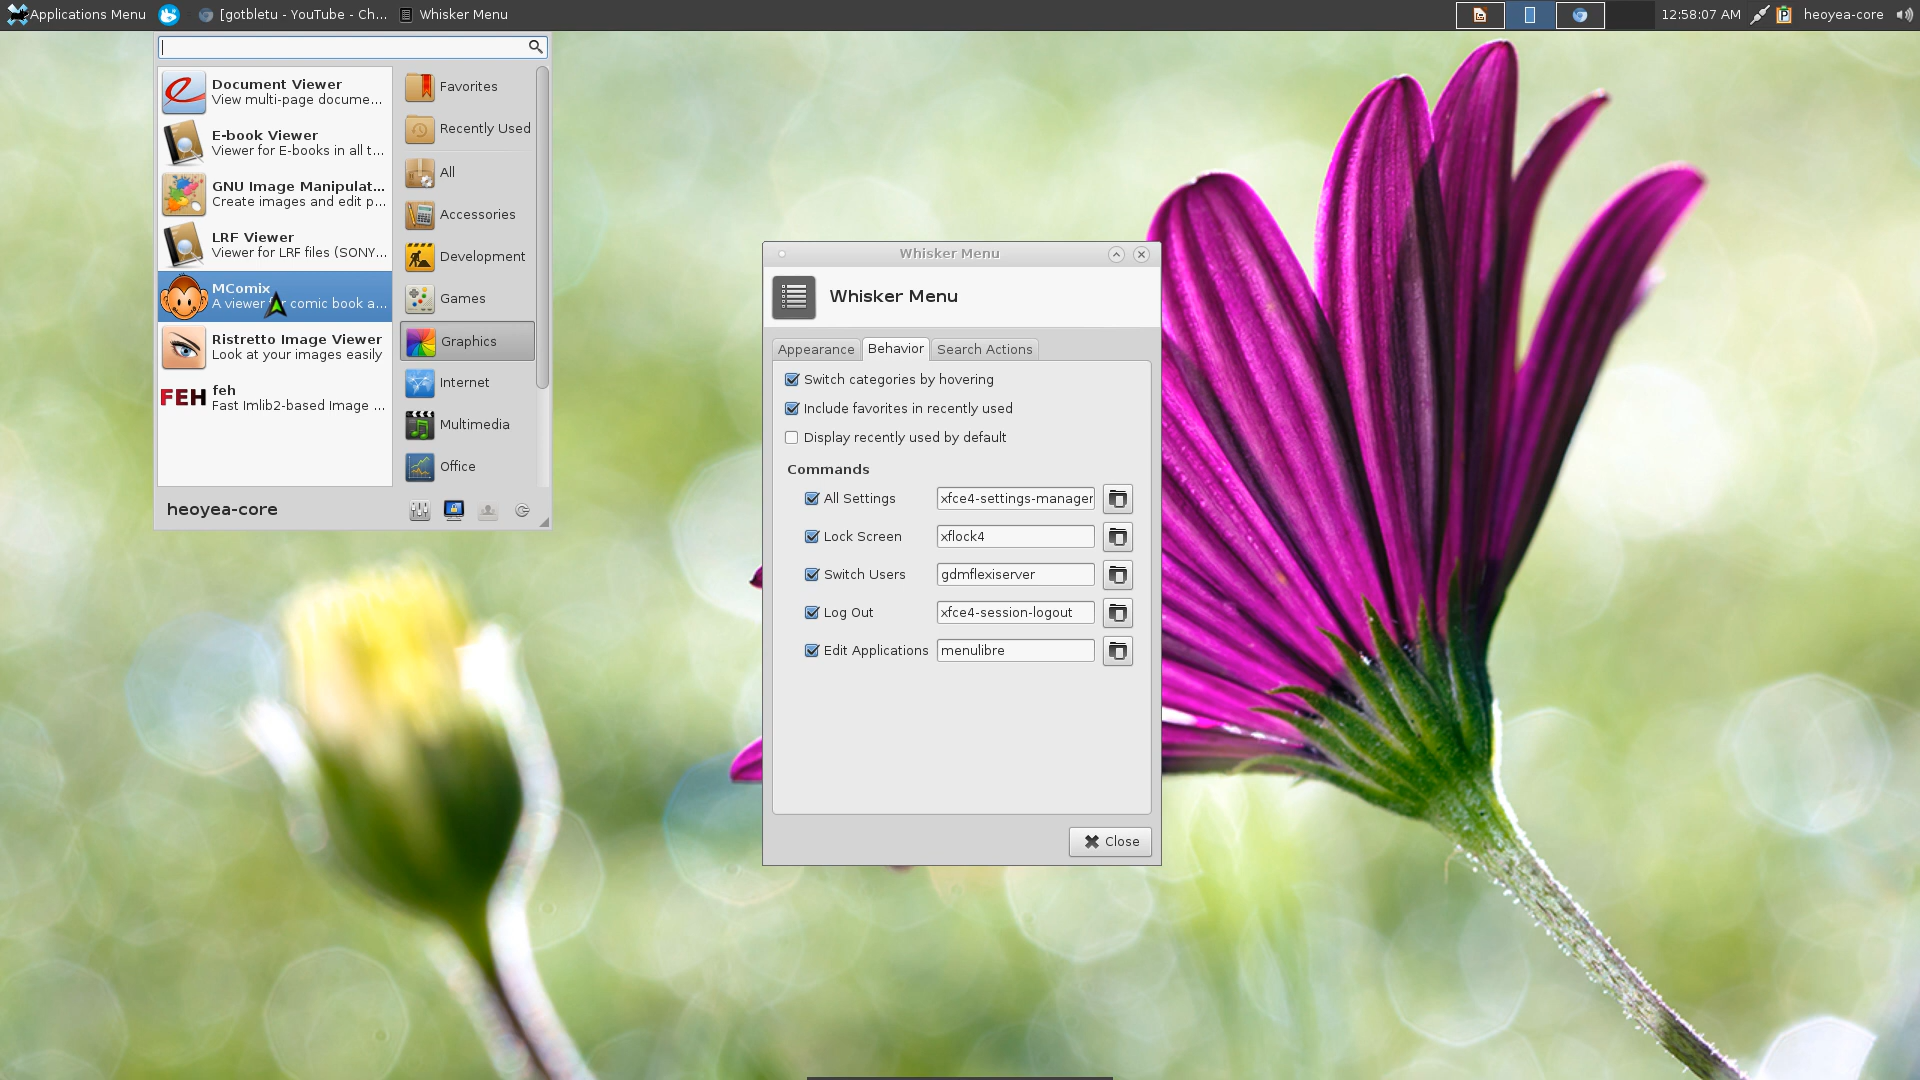 Applications Menu
[gotbletu - YouTube - Ch...
Whisker Menu
12:58:07 AM
heoyea-core
Document Viewer
View multi-page docume...
E-book Viewer
Viewer for E-books in all t...
GNU Image Manipulat...
Create images and edit p...
LRF Viewer
Viewer for LRF files (SONY...
MComix
A viewer for comic book a...
Ristretto Image Viewer
Look at your images easily
FEH
feh
Fast Imlib2-based Image ...
Favorites
Recently Used
All
Accessories
Development
Games
Graphics
Internet
Multimedia
Office
heoyea-core
Whisker Menu
Whisker Menu
Appearance
Behavior
Search Actions
Switch categories by hovering
Include favorites in recently used
Display recently used by default
Commands
All Settings
xfce4-settings-manager
Lock Screen
xflock4
Switch Users
gdmflexiserver
Log Out
xfce4-session-logout
Edit Applications
menulibre
Close